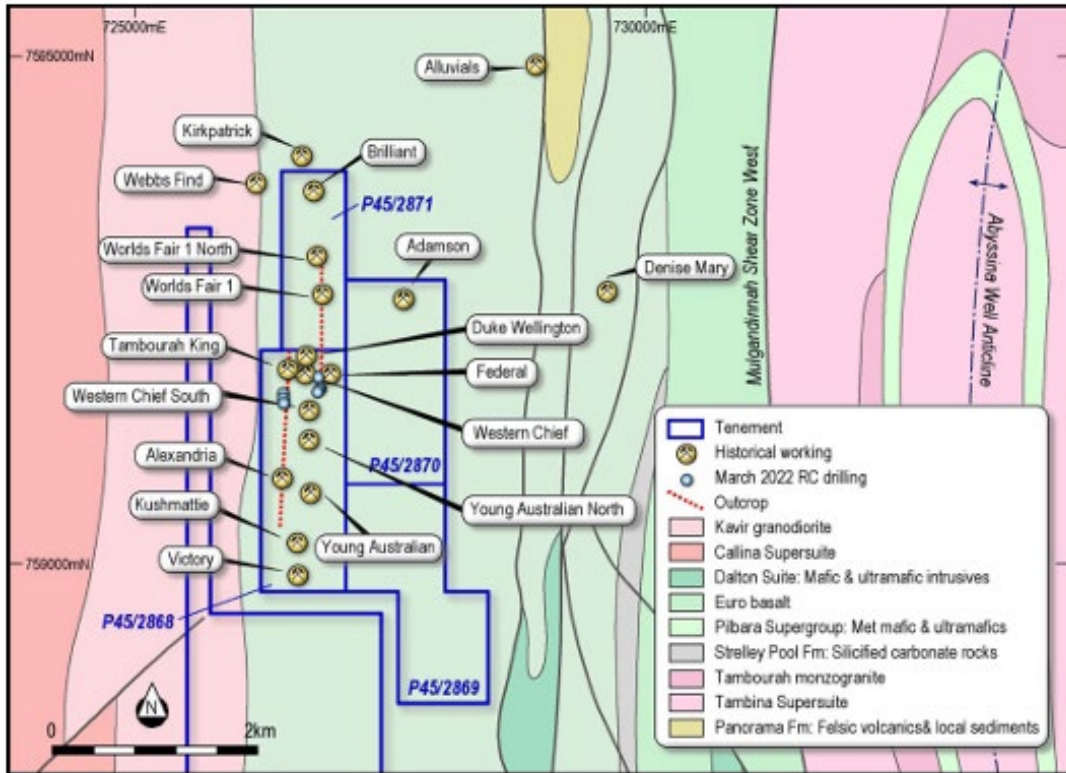 725000mE
730000mE
7595000mN
Alluvials
Kirkpatrick
Brilliant
Webbs Find
P45/2871
Worlds Fair 1 North
Adamson
Worlds Fair 1
Denise Mary
Mulgandinnah Shear Zone West
Abyssina Well Anticline
Duke Wellington
Tambourah King
Federal
Western Chief South
Western Chief
Alexandria
P45/2870
Kushmattie
Young Australian North
Young Australian
Victory
759000mN
P45/2868
P45/2869
N
0
2km
Tenement
Historical working
March 2022 RC drilling
Outcrop
Kavir granodiorite
Callina Supersuite
Dalton Suite: Mafic & ultramafic intrusives
Euro basalt
Pilbara Supergroup: Met mafic & ultramafics
Strelley Pool Fm: Silicified carbonate rocks
Tambourah monzogranite
Tambina Supersuite
Panorama Fm: Felsic volcanics& local sediments